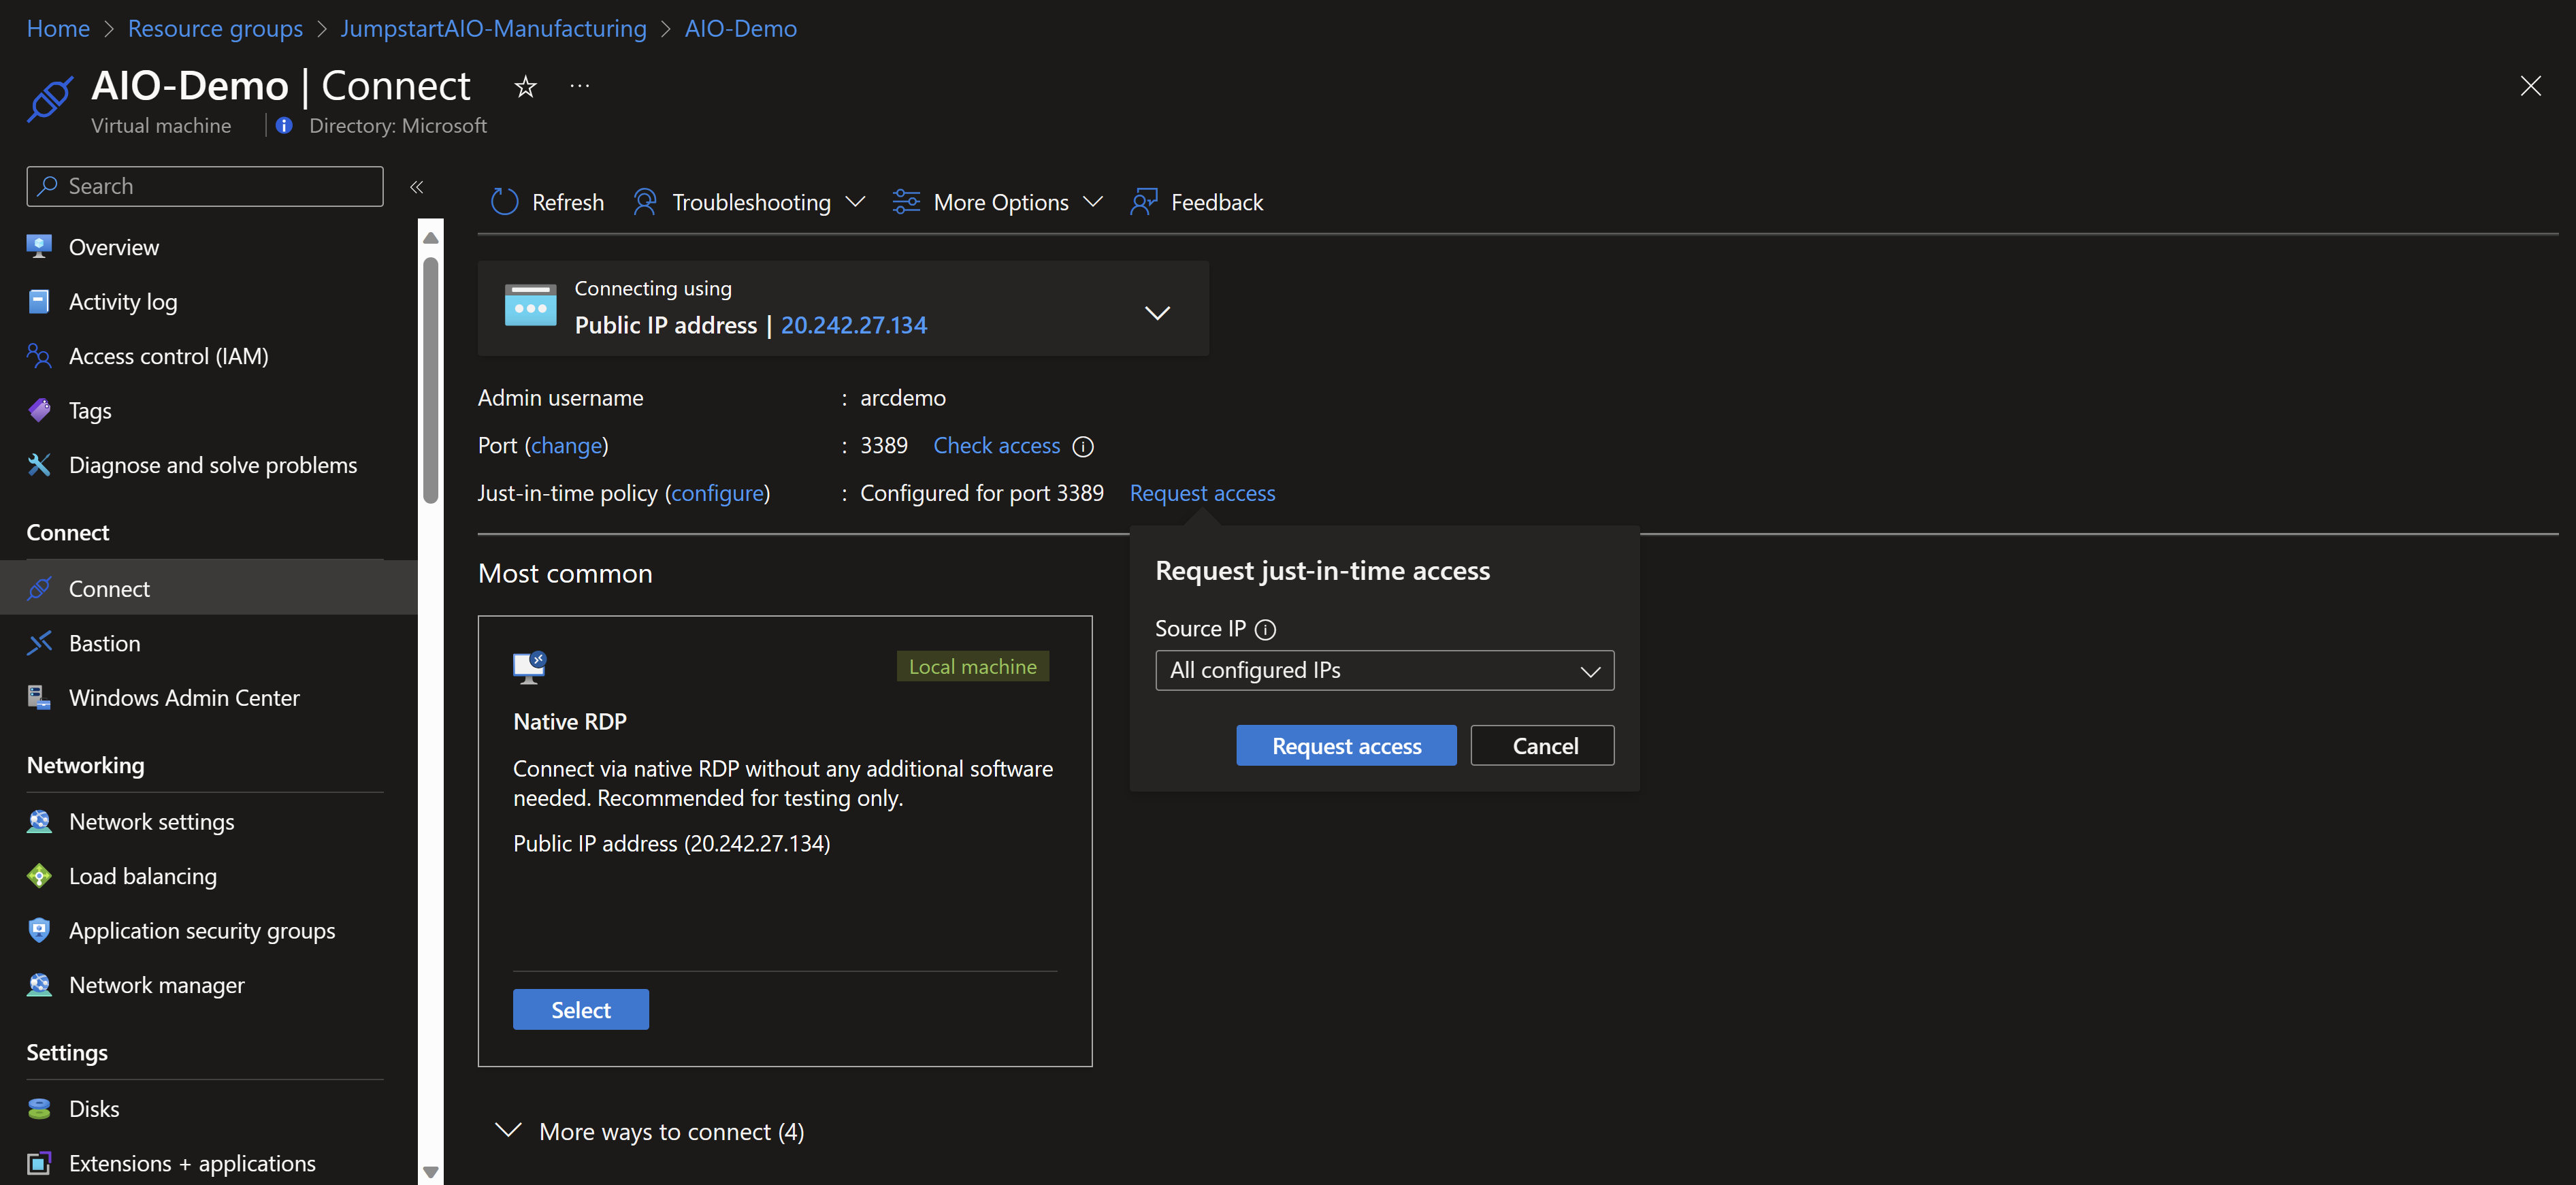 Home > Resource groups > JumpstartAIO-Manufacturing > AIO-Demo
AIO-Demo | Connect
Virtual machine
Directory: Microsoft
Search
Overview
Activity log
Access control (IAM)
Tags
Diagnose and solve problems
Connect
Connect
Bastion
Windows Admin Center
Networking
Network settings
Load balancing
Application security groups
Network manager
Settings
Disks
Extensions + applications
Refresh
Troubleshooting
More Options
Feedback
Connecting using
Public IP address | 20.242.27.134
Admin username : arcdemo
Port (change) : 3389 Check access
Just-in-time policy (configure) : Configured for port 3389 Request access
Most common
Local machine
Native RDP
Connect via native RDP without any additional software
needed. Recommended for testing only.
Public IP address (20.242.27.134)
Select
More ways to connect (4)
Request just-in-time access
Source IP
All configured IPs
Request access
Cancel